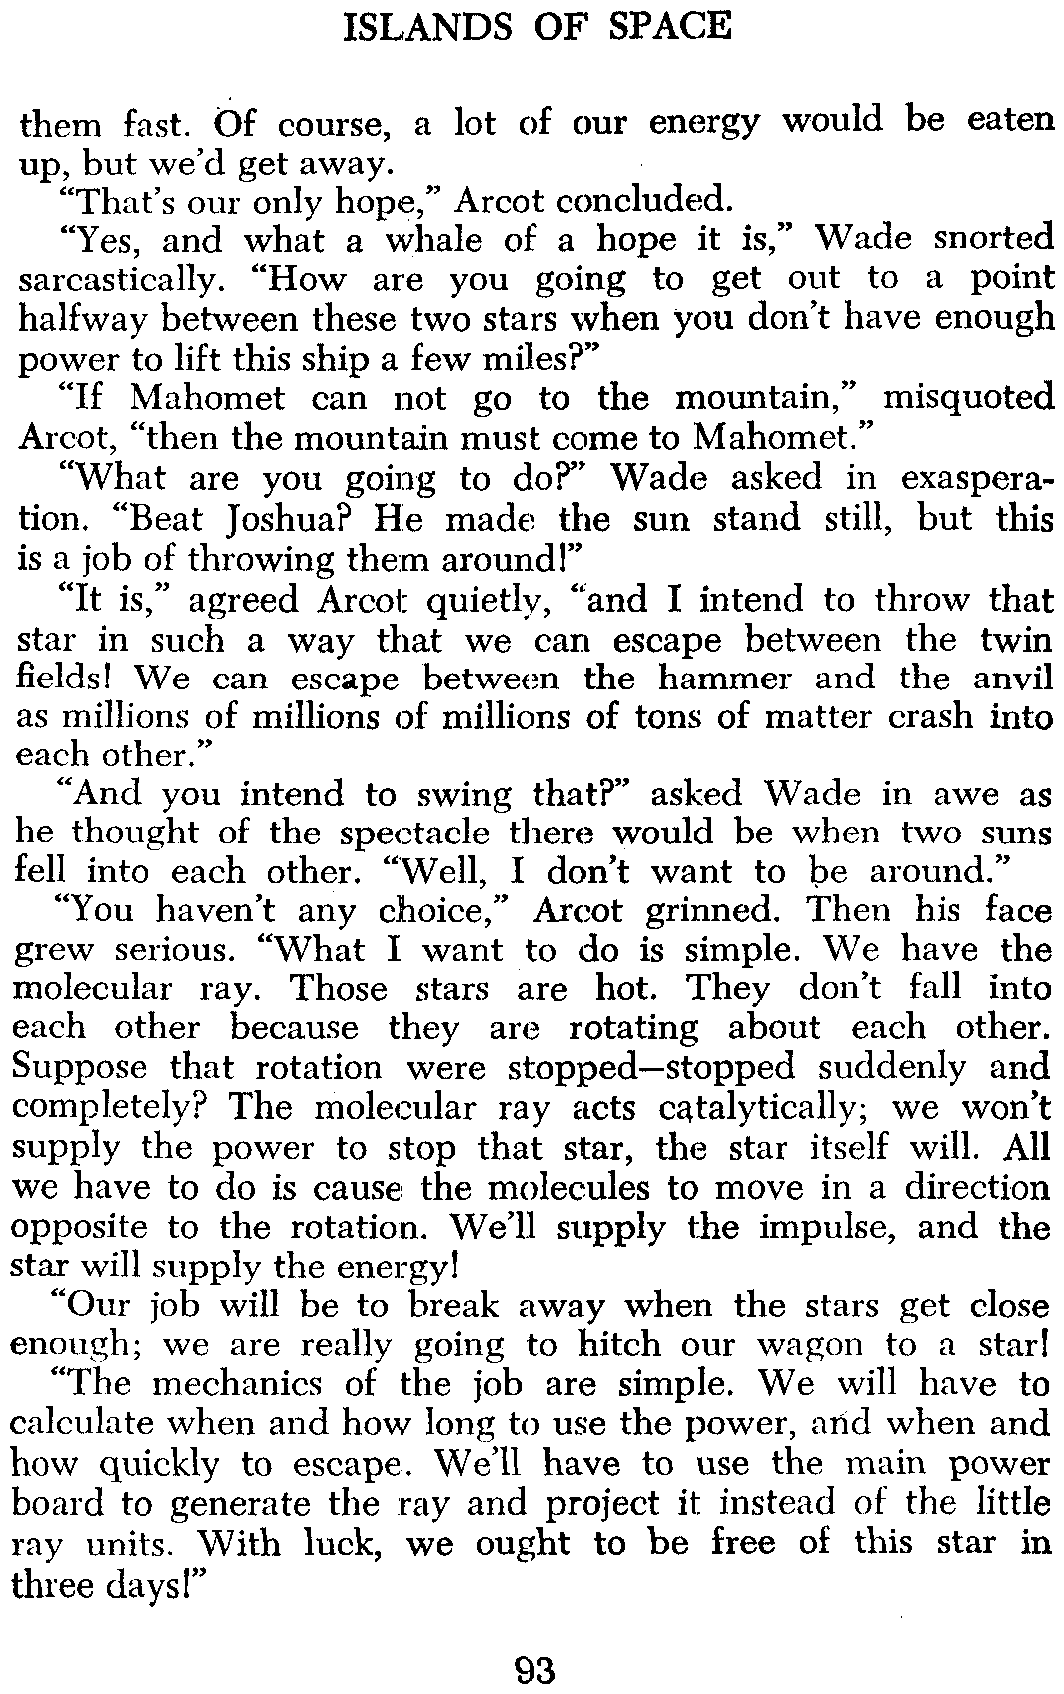 ISLANDS OF SPACE
them fast. Of course, a lot of our energy would be eaten
up, but we'd get away.
“That's our only hope,” Arcot concluded.
“Yes, and what a whale of a hope it is,” Wade snorted
sarcastically. “How are you going to get out to a point
halfway between these two stars when you don't have enough
power to lift this ship a few miles?”
“If Mahomet can not go to the mountain,” misquoted
Arcot, “then the mountain must come to Mahomet.”
“What are you going to do?” Wade asked in exaspera-
tion. “Beat Joshua? He made the sun stand still, but this
is a job of throwing them around!”
“It is,” agreed Arcot quietly, “and I intend to throw that
star in such a way that we can escape between the twin
fields! We can escape between the hammer and the anvil
as millions of millions of millions of tons of matter crash into
each other.”
“And you intend to swing that?” asked Wade in awe as
he thought of the spectacle there would be when two suns
fell into each other. “Well, I don't want to be around.”
“You haven't any choice,” Arcot grinned. Then his face
grew serious. “What I want to do is simple. We have the
molecular ray. Those stars are hot. They don't fall into
each other because they are rotating about each other.
Suppose that rotation were stopped—stopped suddenly and
completely? The molecular ray acts catalytically; we won't
supply the power to stop that star, the star itself will. All
we have to do is cause the molecules to move in a direction
opposite to the rotation. We'll supply the impulse, and the
star will supply the energy!
“Our job will be to break away when the stars get close
enough; we are really going to hitch our wagon to a star!
“The mechanics of the job are simple. We will have to
calculate when and how long to use the power, and when and
how quickly to escape. We'll have to use the main power
board to generate the ray and project it instead of the little
ray units. With luck, we ought to be free of this star in
three days!”
93